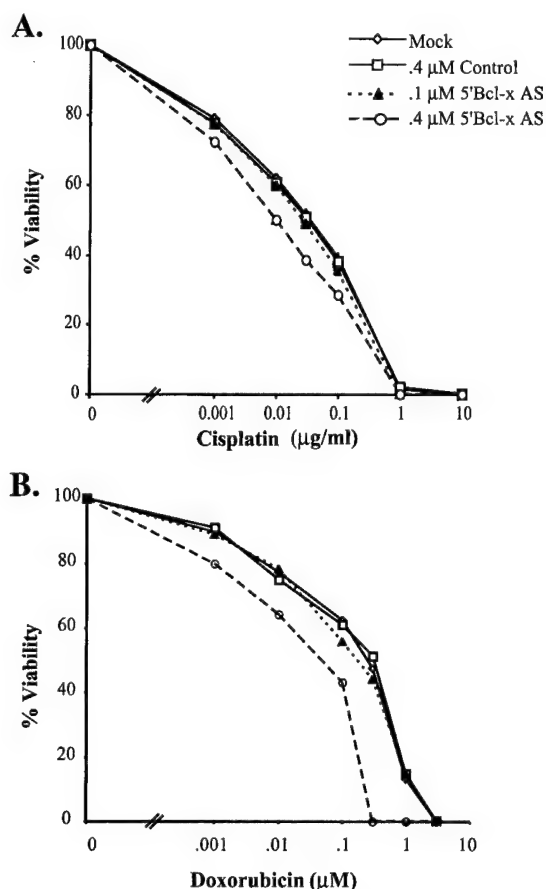 A.
Mock
.4 μM Control
.1 μM 5'Bcl-x AS
.4 μM 5'Bcl-x AS
100
80
60
40
20
0
% Viability
0 0.001 0.01 0.1 1 10
Cisplatin (μg/ml)
B.
100
80
60
40
20
0
% Viability
0 .001 .01 .1 1 10
Doxorubicin (μM)